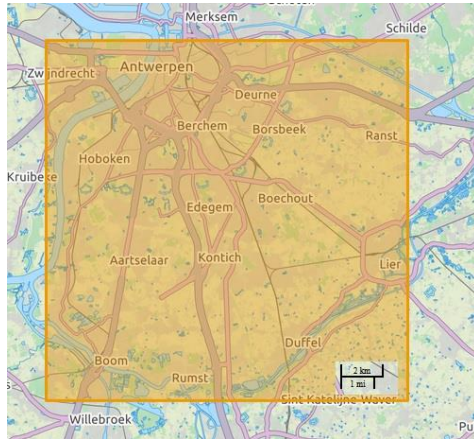 Merksem
Schilde
Zwijndrecht
Antwerpen
Deurne
Berchem
Borsbeek
Ranst
Hoboken
Kruibeke
Boechout
Edegem
Aartselaar
Kontich
Lier
Duffel
Boom
2 km
1 mi
Rumst
Sint Katelijne Waver
Willebroek